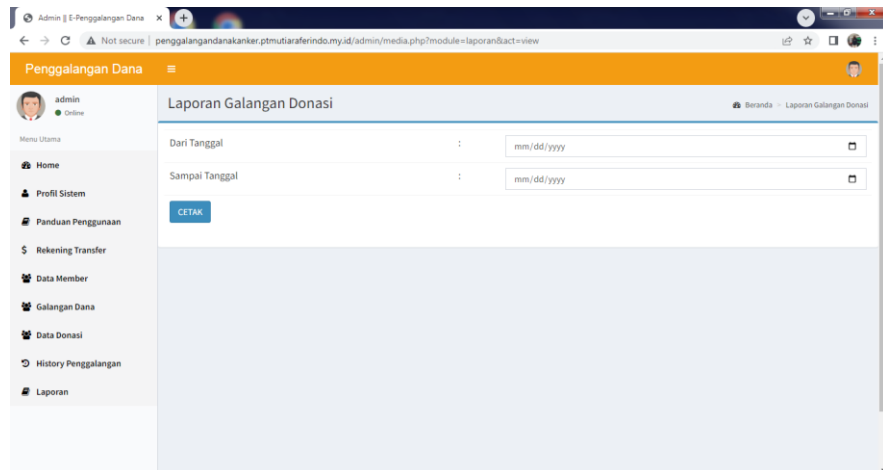 Admin || E-Penggalangan Dana
Not secure | penggalangandanakanker.ptmutiaraferindo.my.id/admin/media.php?module=laporan&act=view
Penggalangan Dana
admin
Online
Menu Utama
Home
Profil Sistem
Panduan Penggunaan
Rekening Transfer
Data Member
Galangan Dana
Data Donasi
History Penggalangan
Laporan
Laporan Galangan Donasi
Beranda > Laporan Galangan Donasi
Dari Tanggal : mm/dd/yyyy
Sampai Tanggal : mm/dd/yyyy
CETAK